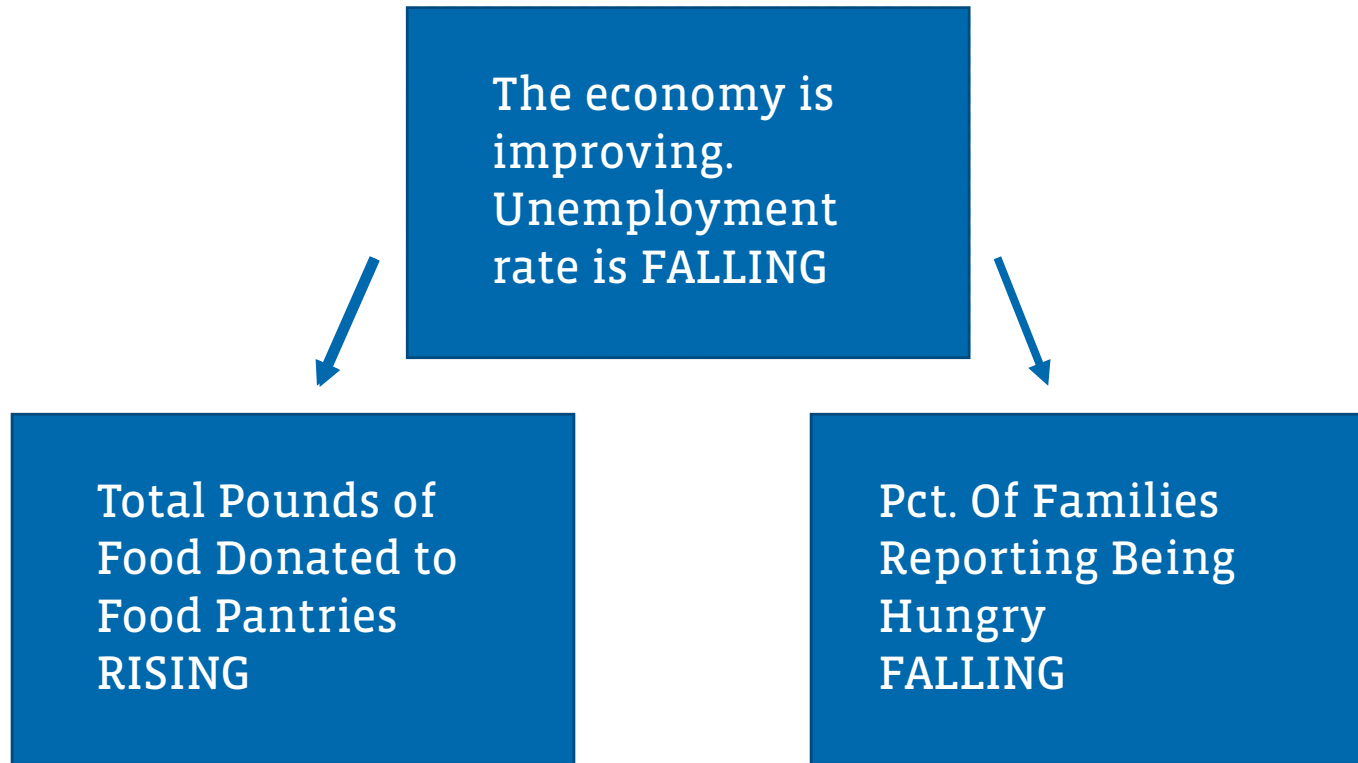 The economy is
improving.
Unemployment
rate is FALLING
Total Pounds of
Food Donated to
Food Pantries
RISING
Pct. Of Families
Reporting Being
Hungry
FALLING